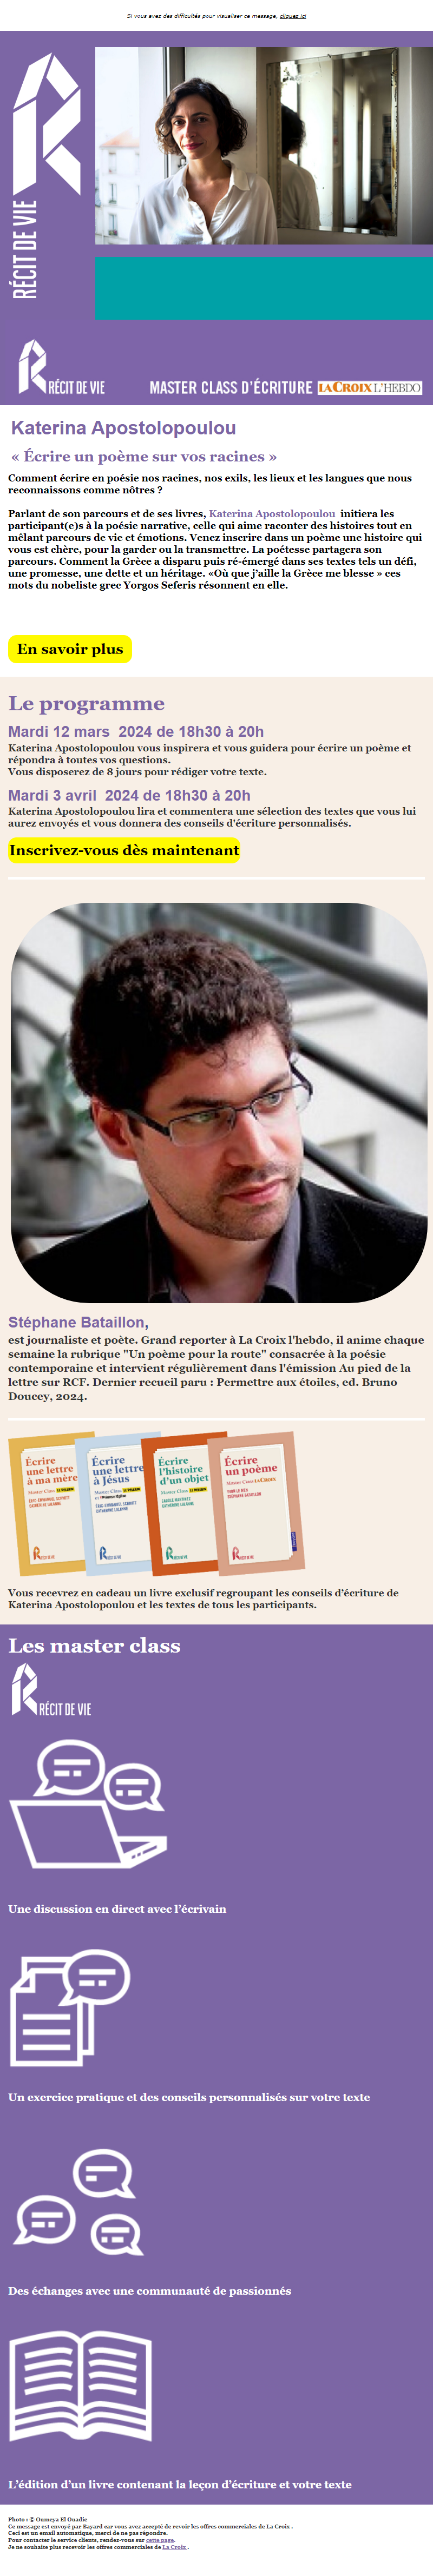 Si vous avez des difficultés pour visualiser ce message, cliquez ici
RÉCIT DE VIE
RÉCIT DE VIE
MASTER CLASS D'ÉCRITURE LA CROIX L'HEBDO
Katerina Apostolopoulou
« Écrire un poème sur vos racines »
Comment écrire en poésie nos racines, nos exils, les lieux et les langues que nous
reconnaissons comme nôtres ?
Parlant de son parcours et de ses livres, Katerina Apostolopoulou initiera les
participant(e)s à la poésie narrative, celle qui aime raconter des histoires tout en
mêlant parcours de vie et émotions. Venez inscrire dans un poème une histoire qui
vous est chère, pour la garder ou la transmettre. La poétesse partagera son
parcours. Comment la Grèce a disparu puis ré-émergé dans ses textes tels un défi,
une promesse, une dette et un héritage. «Où que j'aille la Grèce me blesse » ces
mots du nobeliste grec Yorgos Seferis résonnent en elle.
En savoir plus
Le programme
Mardi 12 mars 2024 de 18h30 à 20h
Katerina Apostolopoulou vous inspirera et vous guidera pour écrire un poème et
répondra à toutes vos questions.
Vous disposerez de 8 jours pour rédiger votre texte.
Mardi 3 avril 2024 de 18h30 à 20h
Katerina Apostolopoulou lira et commentera une sélection des textes que vous lui
aurez envoyés et vous donnera des conseils d'écriture personnalisés.
Inscrivez-vous dès maintenant
Stéphane Bataillon,
est journaliste et poète. Grand reporter à La Croix l'hebdo, il anime chaque
semaine la rubrique "Un poème pour la route" consacrée à la poésie
contemporaine et intervient régulièrement dans l'émission Au pied de la
lettre sur RCF. Dernier recueil paru : Permettre aux étoiles, ed. Bruno
Doucey, 2024.
Écrire
une lettre
à ma mère
Master Class
Écrire
une lettre
à Jésus
Master Class
Écrire
l'histoire
d'un objet
Master Class
Écrire
un poème
Master Class LA CROIX
Vous recevrez en cadeau un livre exclusif regroupant les conseils d'écriture de
Katerina Apostolopoulou et les textes de tous les participants.
Les master class
RÉCIT DE VIE
Une discussion en direct avec l'écrivain
Un exercice pratique et des conseils personnalisés sur votre texte
Des échanges avec une communauté de passionnés
L'édition d'un livre contenant la leçon d'écriture et votre texte
Photo : © Oumeya El Ouadie
Ce message est envoyé par Bayard car vous avez accepté de revoir les offres commerciales de La Croix .
Ceci est un email automatique, merci de ne pas répondre.
Pour contacter le service clients, rendez-vous sur cette page.
Je ne souhaite plus recevoir les offres commerciales de La Croix .